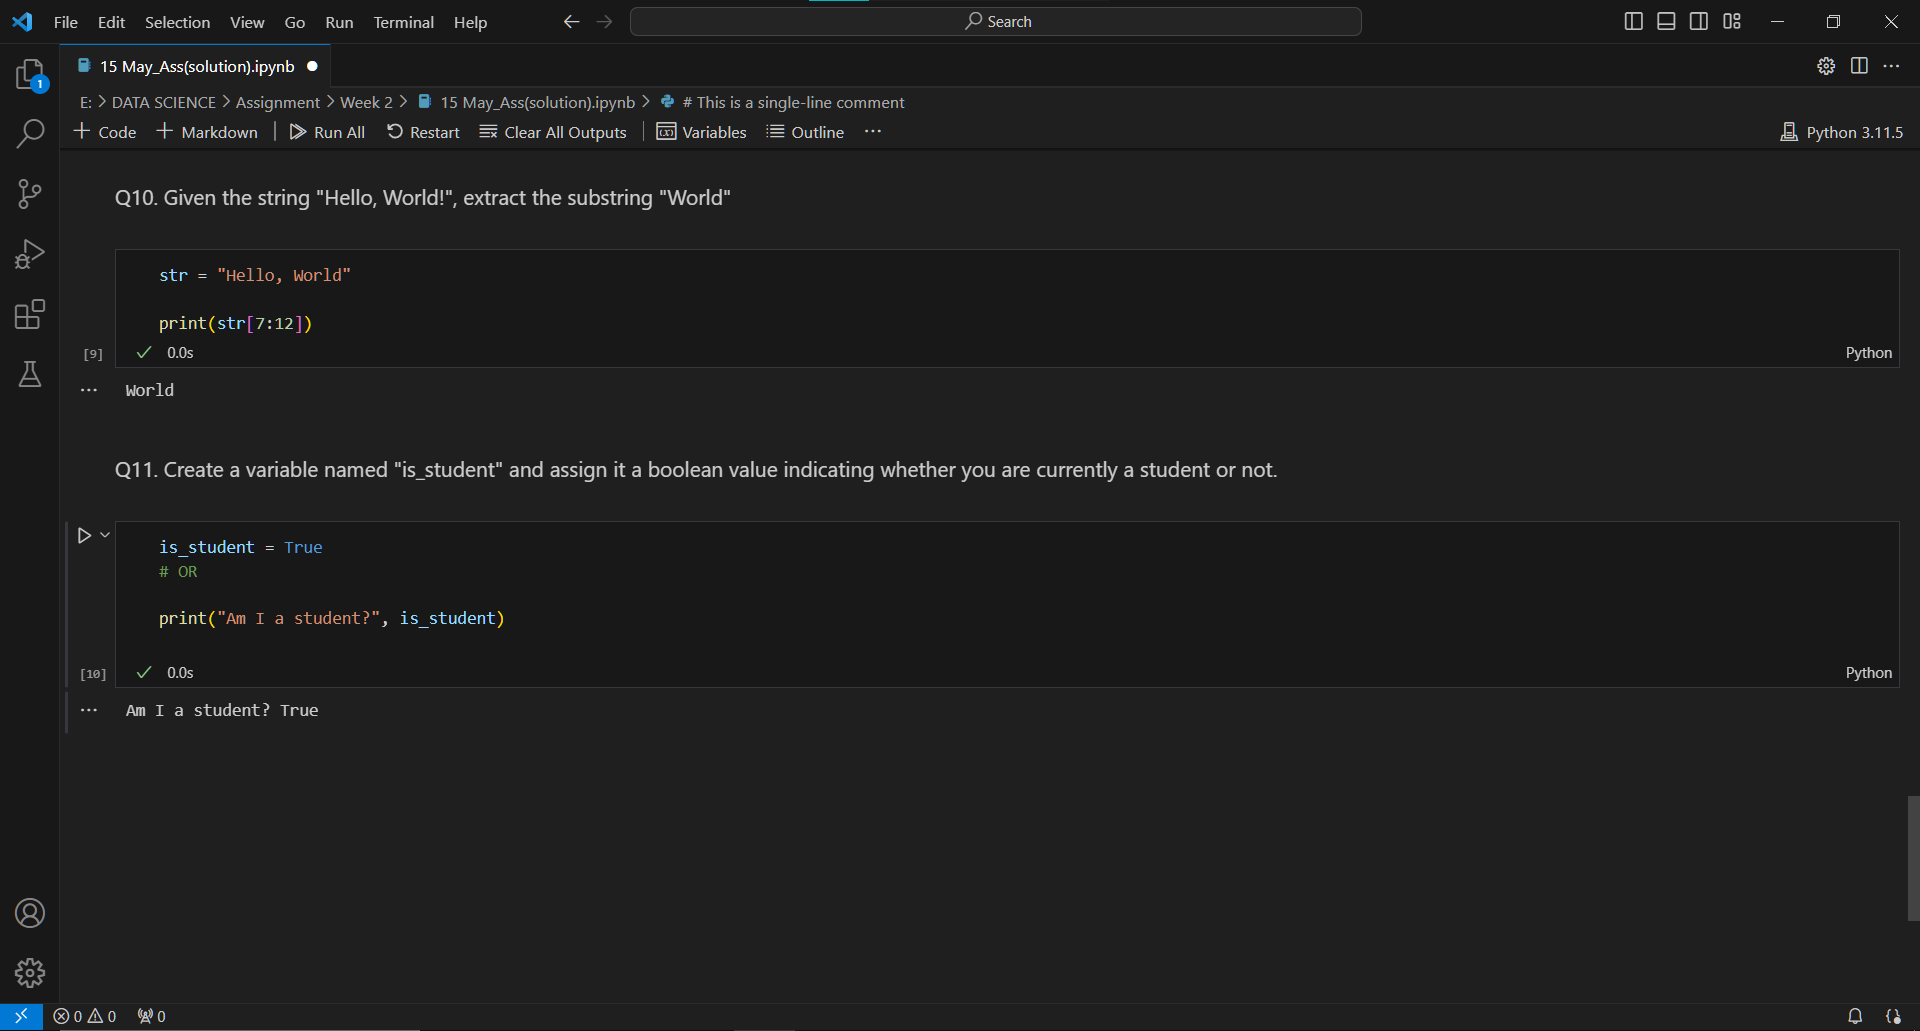 File Edit Selection View Go Run Terminal Help Search
15 May_Ass(solution).ipynb
1
E: > DATA SCIENCE > Assignment > Week 2 > 15 May_Ass(solution).ipynb > # This is a single-line comment
+ Code + Markdown | Run All Restart Clear All Outputs | Variables Outline ... Python 3.11.5
Q10. Given the string "Hello, World!", extract the substring "World"
str = "Hello, World"
print(str[7:12])
[9] 0.0s Python
... World
Q11. Create a variable named "is_student" and assign it a boolean value indicating whether you are currently a student or not.
is_student = True
# OR
print("Am I a student?", is_student)
[10] 0.0s Python
... Am I a student? True
0 0 0